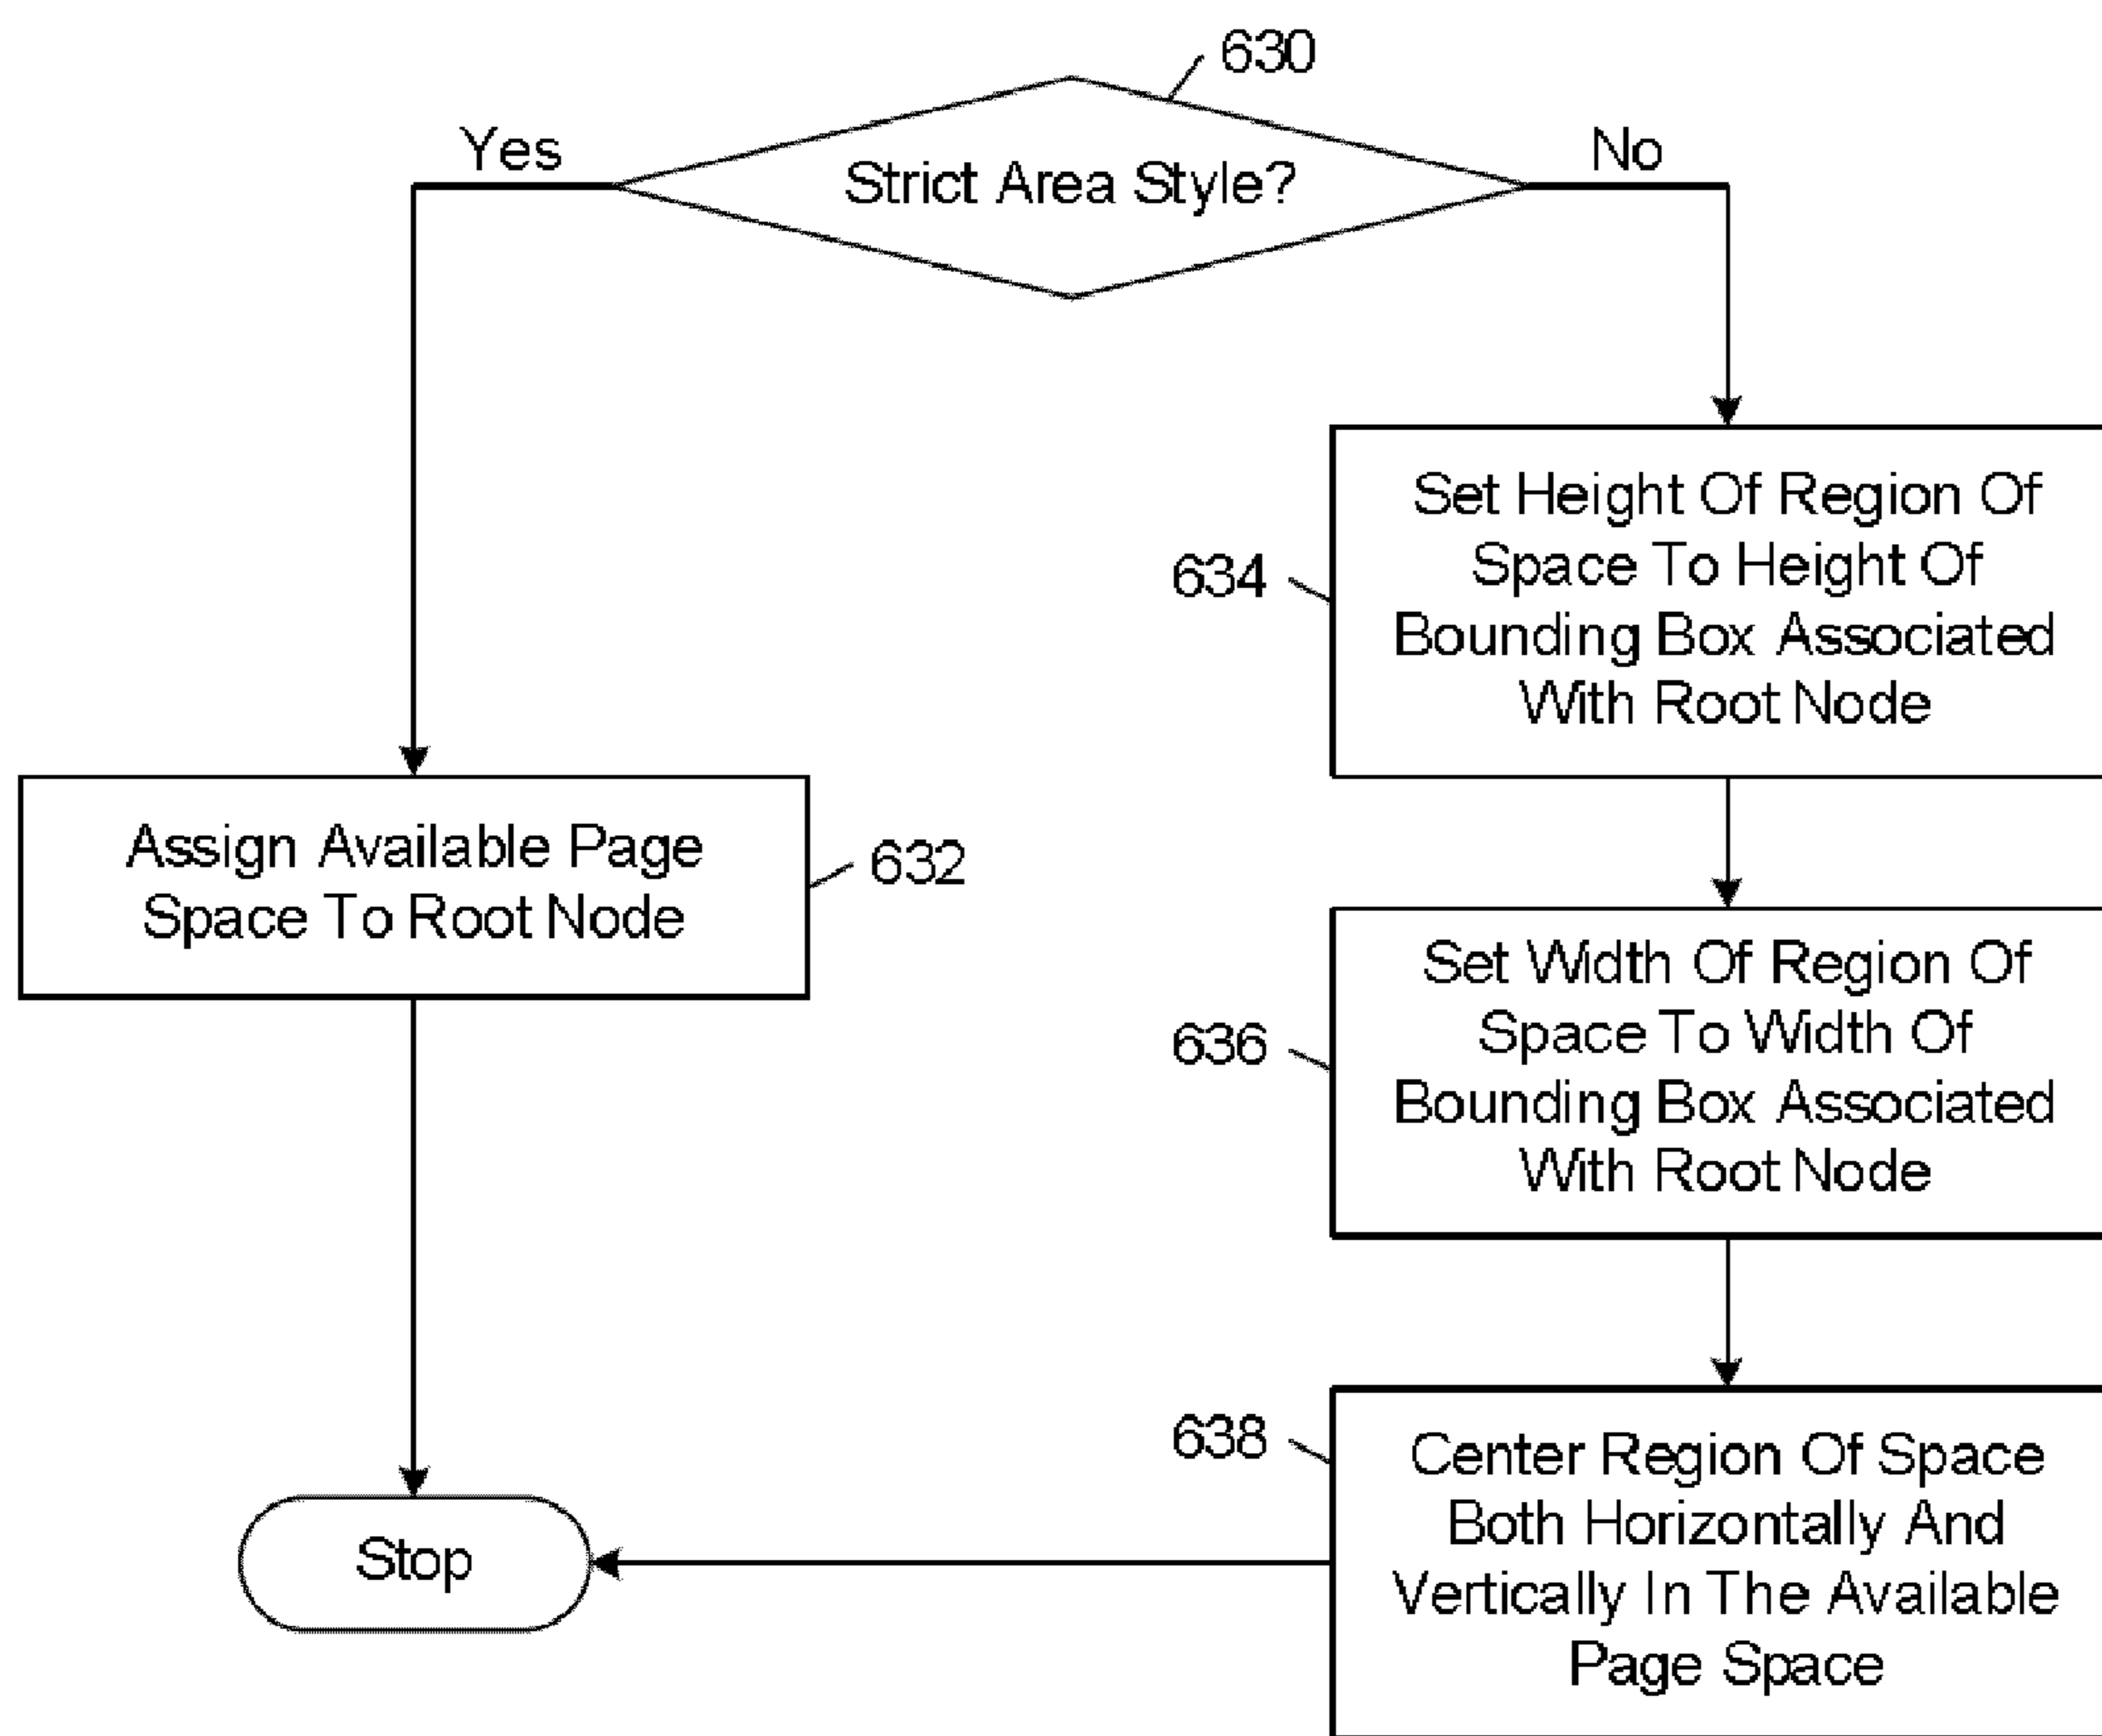 630
Yes
No
Strict Area Style?
Set Height Of Region Of
Space To Height Of
Bounding Box Associated
With Root Node
634
Assign Available Page
Space To Root Node
632
Set Width Of Region Of
Space To Width Of
Bounding Box Associated
With Root Node
636
638
Center Region Of Space
Both Horizontally And
Vertically In The Available
Page Space
Stop